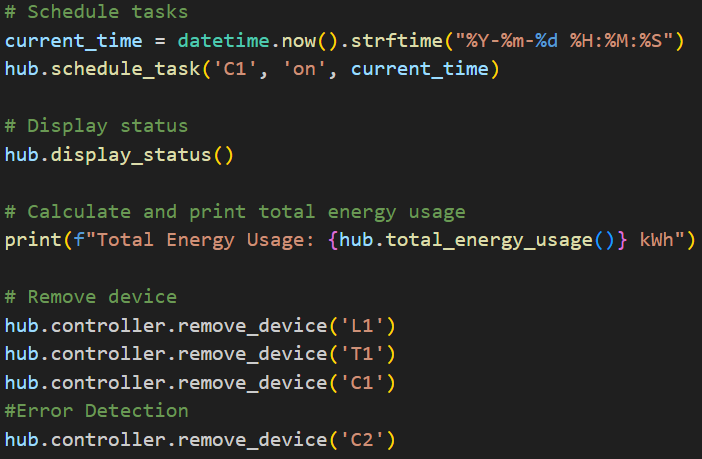 # Schedule tasks
current_time = datetime.now().strftime("%Y-%m-%d %H:%M:%S")
hub.schedule_task('C1', 'on', current_time)
# Display status
hub.display_status()
# Calculate and print total energy usage
print(f"Total Energy Usage: {hub.total_energy_usage()} kWh")
# Remove device
hub.controller.remove_device('L1')
hub.controller.remove_device('T1')
hub.controller.remove_device('C1')
#Error Detection
hub.controller.remove_device('C2')